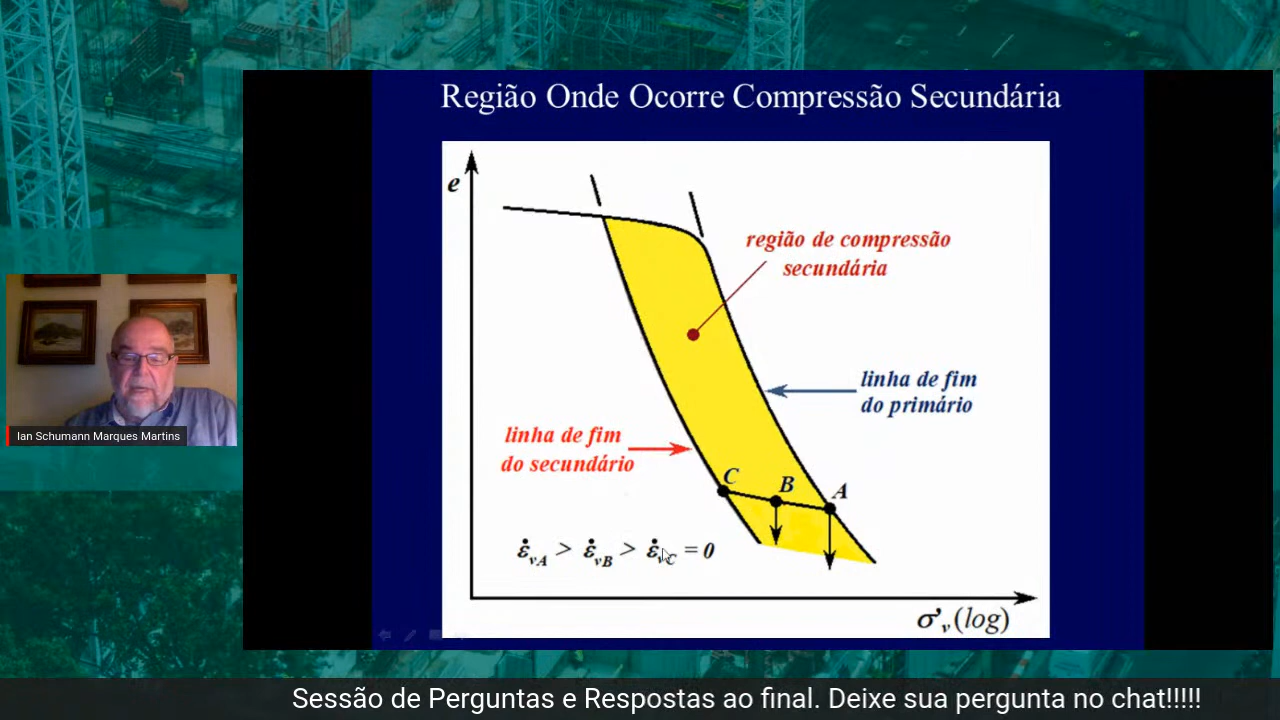 Região Onde Ocorre Compressão Secundária
e
região de compressão
secundária
linha de fim
do primário
linha de fim
do secundário
C
B
A
ε̇vA > ε̇vB > ε̇vC = 0
σ'v (log)
Ian Schumann Marques Martins
Sessão de Perguntas e Respostas ao final. Deixe sua pergunta no chat!!!!!